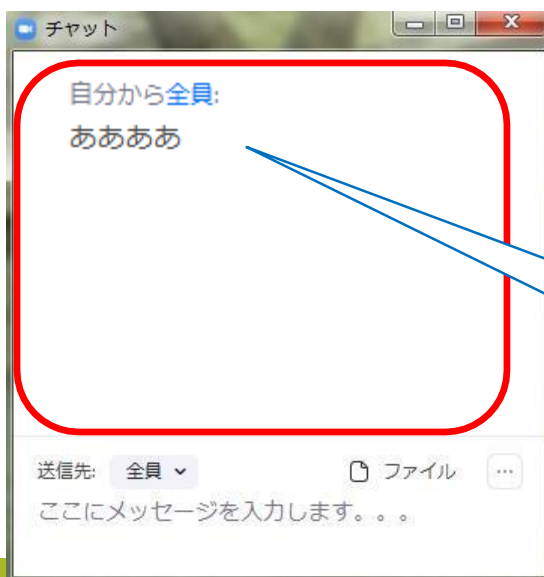 チャット
自分から全員:
ああああ
送信先: 全員 ファイル ...
ここにメッセージを入力します。。。